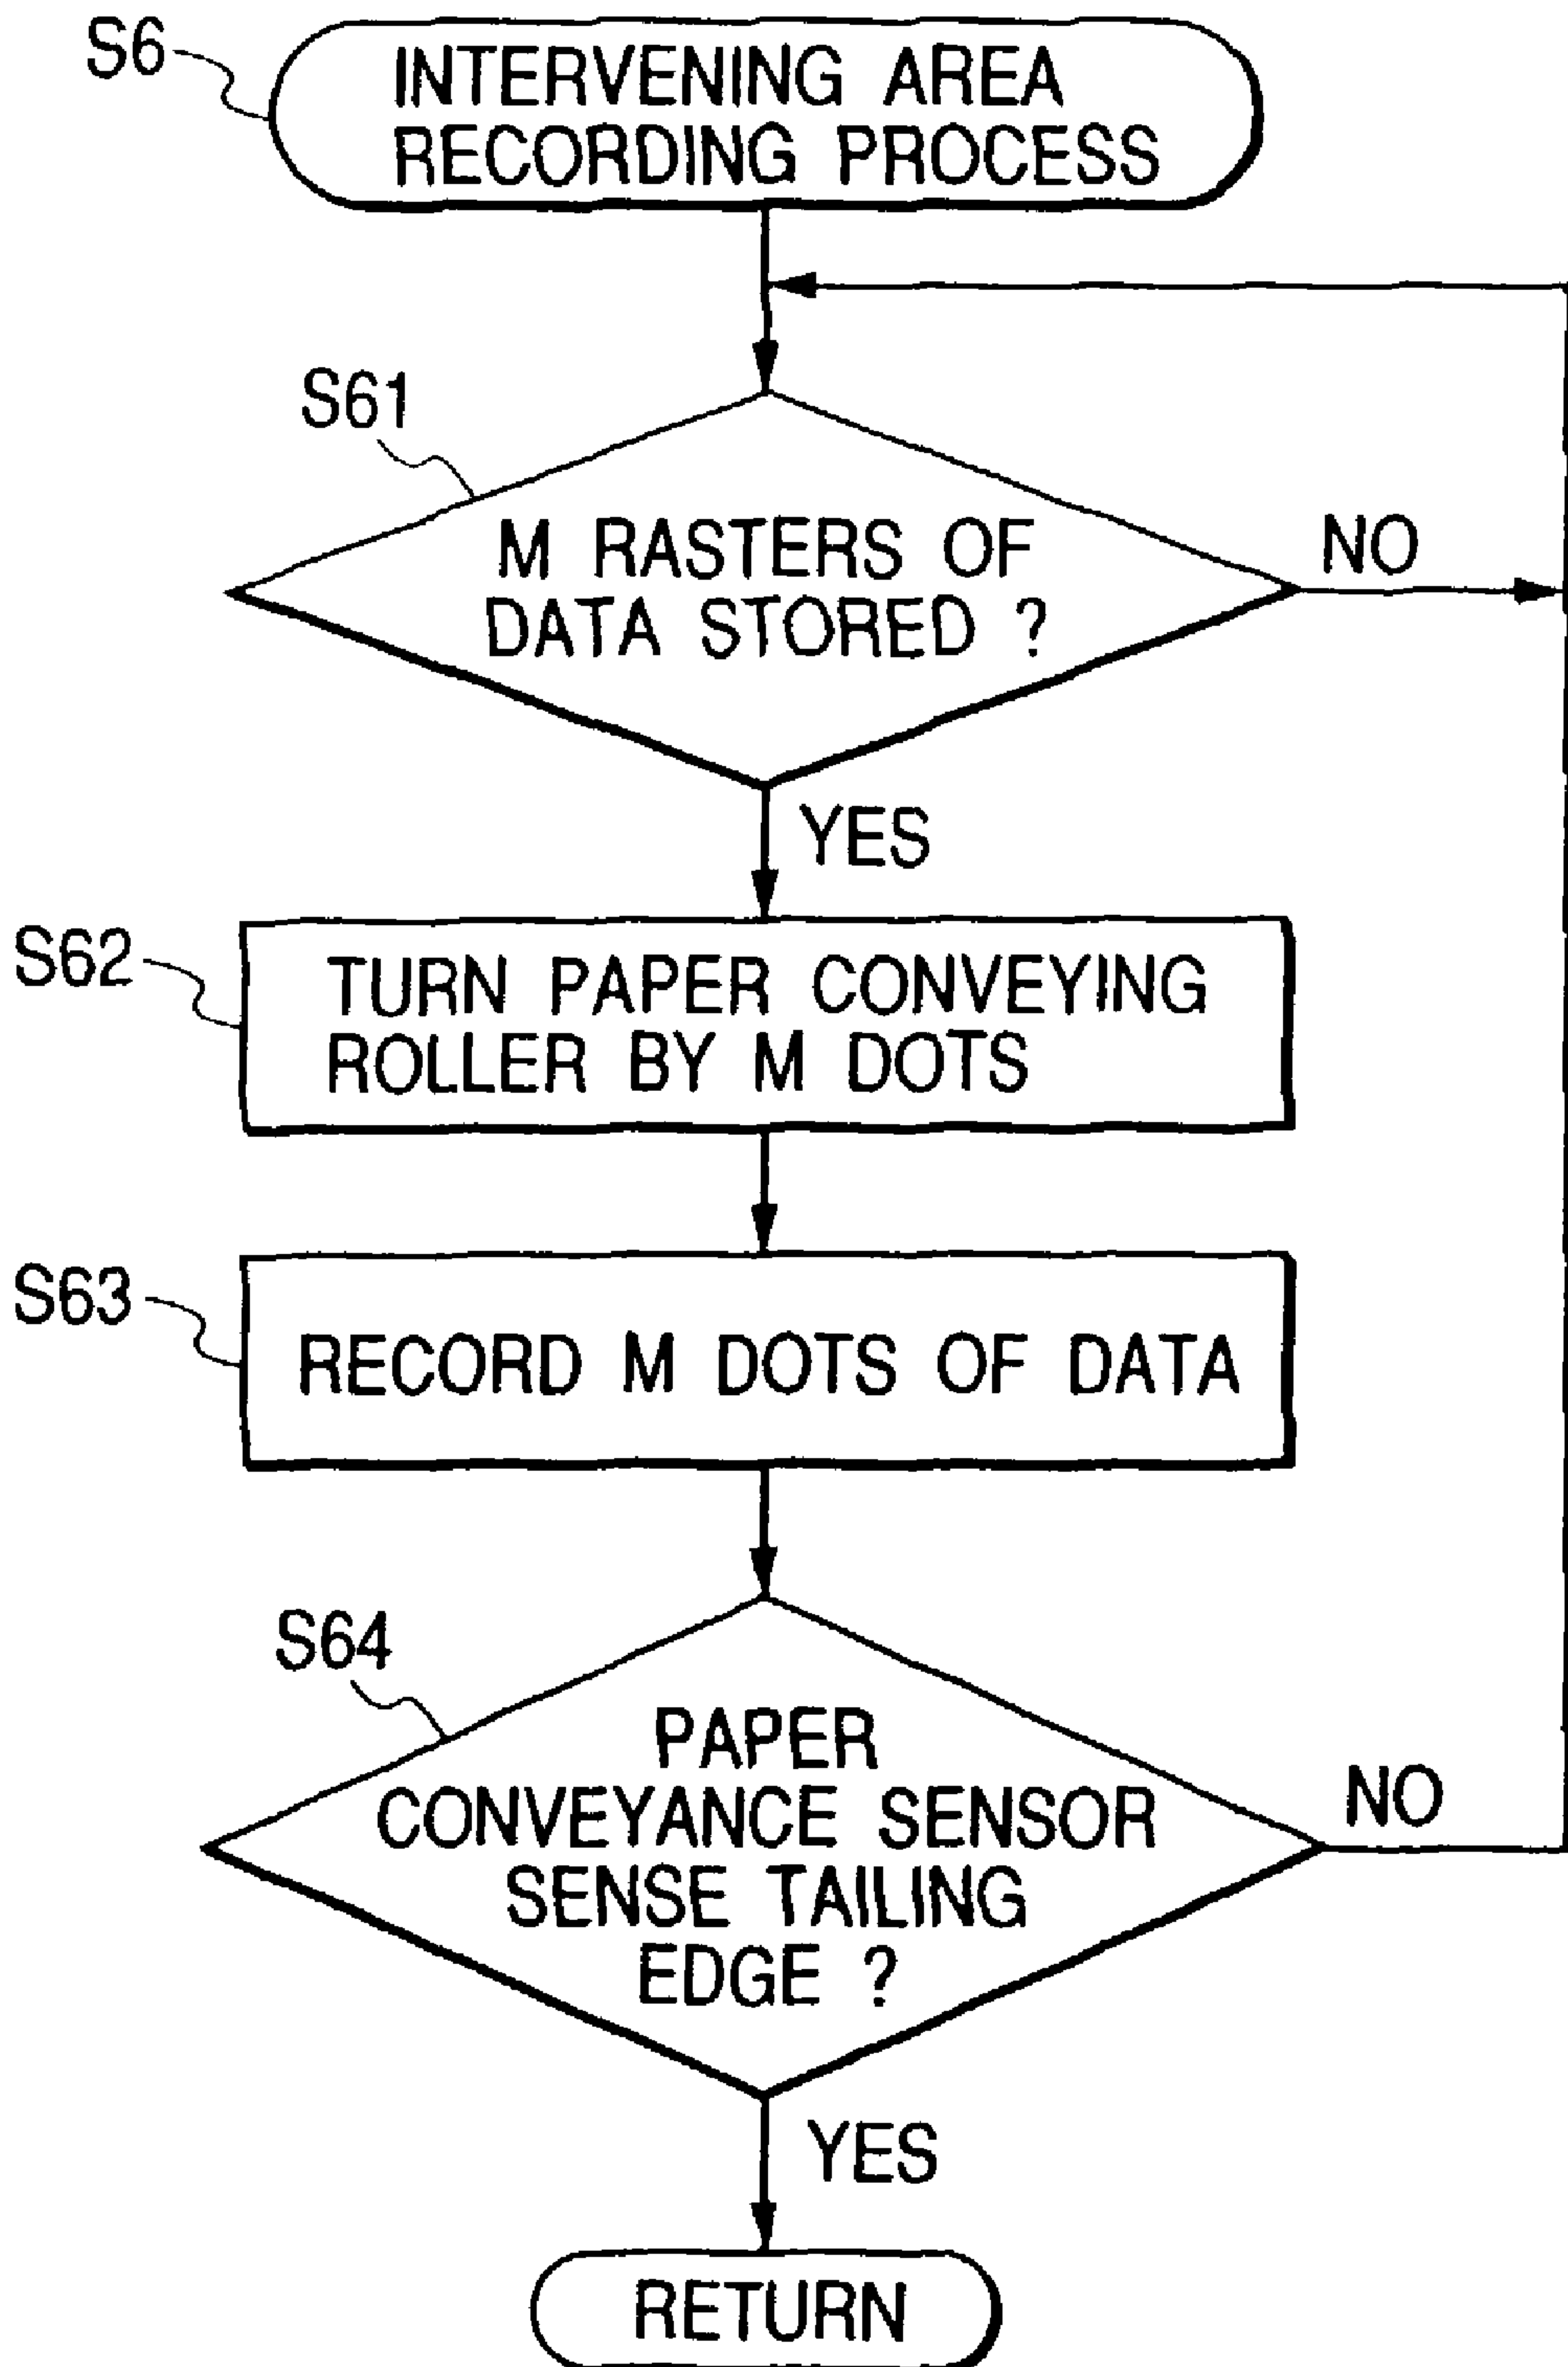 S6
INTERVENING AREA
RECORDING PROCESS
S61
M RASTERS OF
DATA STORED ?
NO
YES
S62
TURN PAPER CONVEYING
ROLLER BY M DOTS
S63
RECORD M DOTS OF DATA
S64
PAPER
CONVEYANCE SENSOR
SENSE TAILING
EDGE ?
NO
YES
RETURN